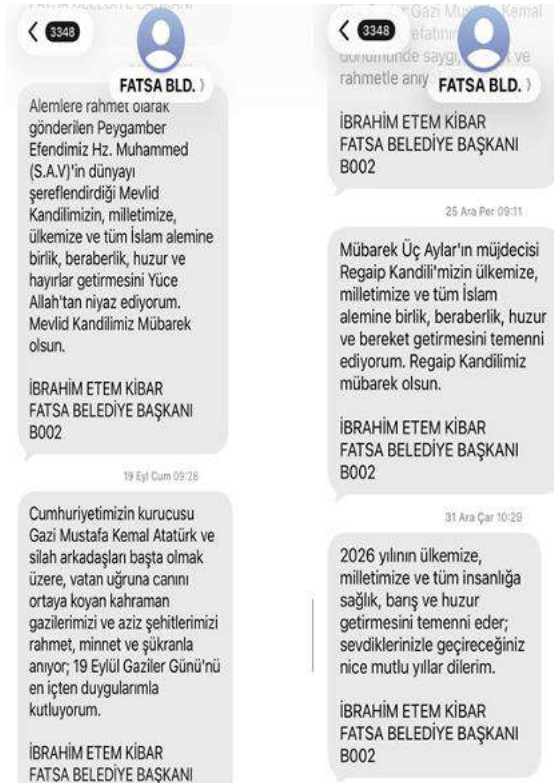 3348
FATSA BLD.
Alemlere rahmet olarak
gönderilen Peygamber
Efendimiz Hz. Muhammed
(S.A.V)'in dünyayı
şereflendirdiği Mevlid
Kandilimizin, milletimize,
ülkemize ve tüm İslam alemine
birlik, beraberlik, huzur ve
hayırlar getirmesini Yüce
Allah'tan niyaz ediyorum.
Mevlid Kandilimiz Mübarek
olsun.
İBRAHİM ETEM KİBAR
FATSA BELEDİYE BAŞKANI
B002
19 Eyl Cum 09:28
Cumhuriyetimizin kurucusu
Gazi Mustafa Kemal Atatürk ve
silah arkadaşları başta olmak
üzere, vatan uğruna canını
ortaya koyan kahraman
gazilerimizi ve aziz şehitlerimizi
rahmet, minnet ve şükranla
anıyor; 19 Eylül Gaziler Günü'nü
en içten duygularımla
kutluyorum.
İBRAHİM ETEM KİBAR
FATSA BELEDİYE BAŞKANI
3348
Gazi Kemal
saygı, ve
rahmetle
FATSA BLD.
İBRAHİM ETEM KİBAR
FATSA BELEDİYE BAŞKANI
B002
25 Ara Per 09:11
Mübarek Üç Aylar'ın müjdecisi
Regaip Kandili'mizin ülkemize,
milletimize ve tüm İslam
alemine birlik, beraberlik, huzur
ve bereket getirmesini temenni
ediyorum. Regaip Kandilimiz
mübarek olsun.
İBRAHİM ETEM KİBAR
FATSA BELEDİYE BAŞKANI
B002
31 Ara Çar 10:29
2026 yılının ülkemize,
milletimize ve tüm insanlığa
sağlık, barış ve huzur
getirmesini temenni eder;
sevdiklerinizle geçireceğiniz
nice mutlu yıllar dilerim.
İBRAHİM ETEM KİBAR
FATSA BELEDİYE BAŞKANI
B002